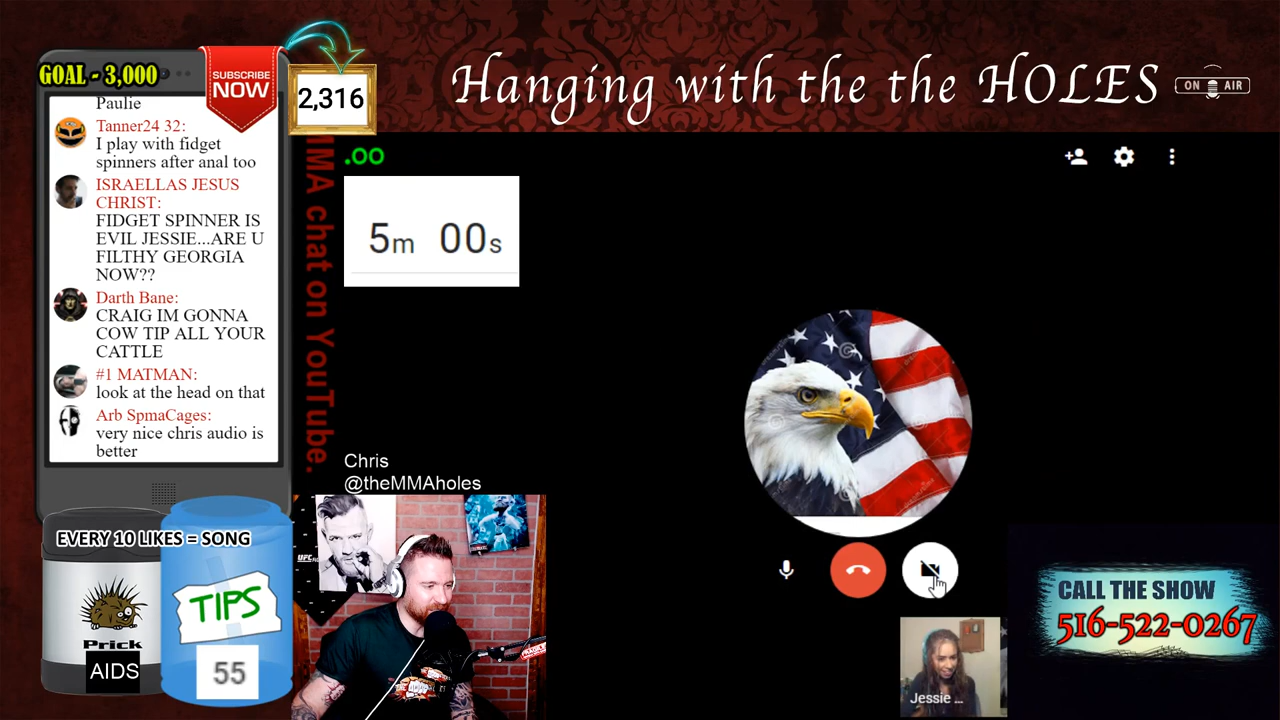 Hanging with the the HOLES
ON AIR
GOAL - 3,000
SUBSCRIBE
NOW
2,316
Paulie
Tanner24 32:
I play with fidget
spinners after anal too
ISRAELLAS JESUS
CHRIST:
FIDGET SPINNER IS
EVIL JESSIE...ARE U
FILTHY GEORGIA
NOW??
Darth Bane:
CRAIG IM GONNA
COW TIP ALL YOUR
CATTLE
#1 MATMAN:
look at the head on that
Arb SpmaCages:
very nice chris audio is
better
MMA chat on YouTube.
.OO
5m 00s
Chris
@theMMAholes
UFC
EVERY 10 LIKES = SONG
Prick
AIDS
TIPS
55
Jessie ...
CALL THE SHOW
516-522-0267